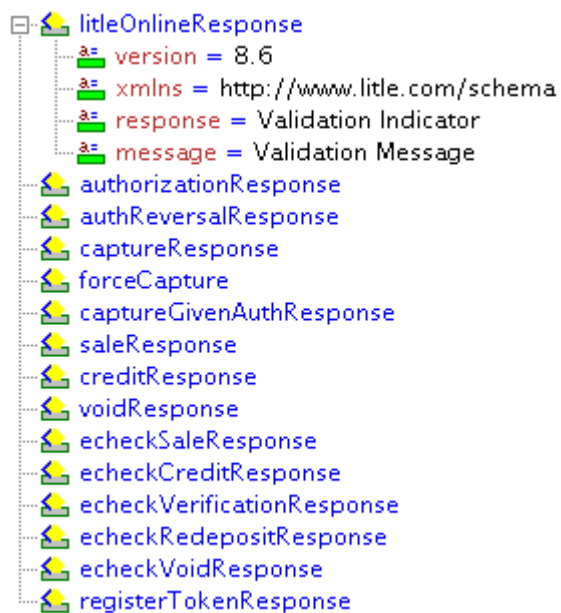 litleOnlineResponse
a= version = 8.6
a= xmlns = http://www.litle.com/schema
a= response = Validation Indicator
a= message = Validation Message
authorizationResponse
authReversalResponse
captureResponse
forceCapture
captureGivenAuthResponse
saleResponse
creditResponse
voidResponse
echeckSaleResponse
echeckCreditResponse
echeckVerificationResponse
echeckRedepositResponse
echeckVoidResponse
registerTokenResponse